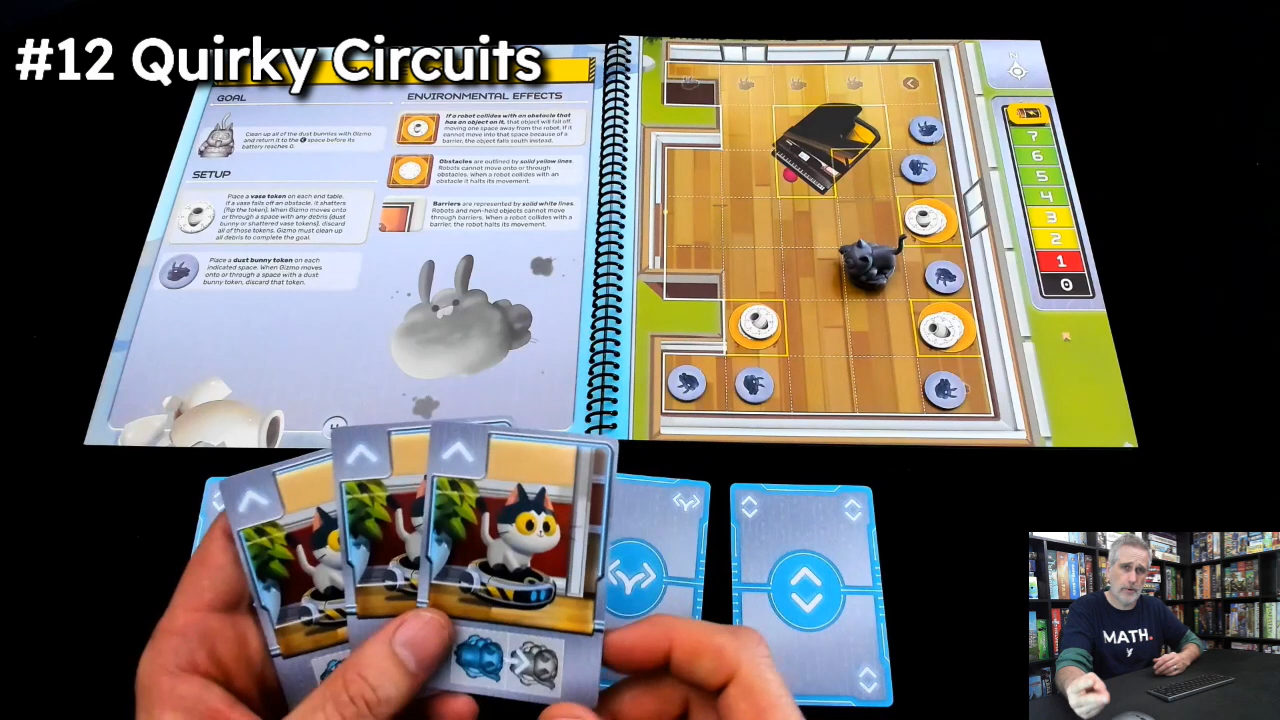 #12 Quirky Circuits
GOAL
Clean up all of the dust bunnies with Gizmo
and return it to the
space before its
battery reaches 0.
SETUP
Place a vase token on each end table.
If a vase falls off an obstacle, it shatters
(flip the token). When Gizmo moves
onto or through a space with any debris (dust
bunny or shattered vase tokens), discard
all of those tokens. Gizmo must clean up
all debris to complete the goal.
Place a dust bunny token on each
indicated space. When Gizmo moves
onto or through a space with a dust
bunny token, discard that token.
ENVIRONMENTAL EFFECTS
If a robot collides with an obstacle that
has an object on it, that object will fall off,
moving one space away from the robot. If it
cannot move into that space because of a
barrier, the object falls south instead.
Obstacles are outlined by solid yellow lines.
Robots cannot move onto or through
obstacles. When a robot collides with an
obstacle it halts its movement.
Barriers are represented by solid white lines.
Robots and non-held objects cannot move
through barriers. When a robot collides with a
barrier, the robot halts its movement.
N
7
6
5
4
3
2
1
0
MATH.